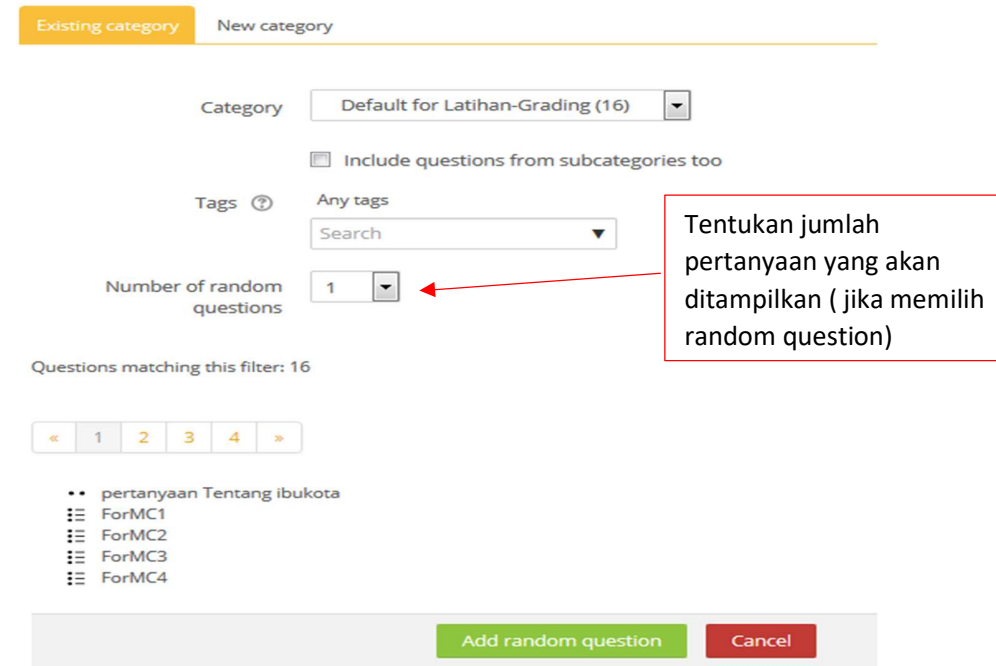 Existing category
New category
Category
Default for Latihan-Grading (16)
Include questions from subcategories too
Tags ?
Any tags
Search
Number of random
questions
1
Tentukan jumlah
pertanyaan yang akan
ditampilkan ( jika memilih
random question)
Questions matching this filter: 16
« 1 2 3 4 »
pertanyaan Tentang ibukota
ForMC1
ForMC2
ForMC3
ForMC4
Add random question
Cancel